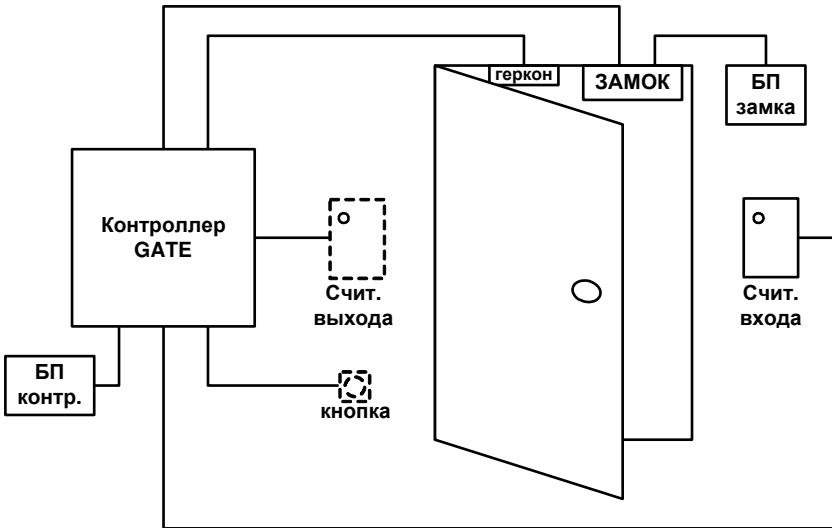 геркон
ЗАМОК
БП
замка
Контроллер
GATE
Счит.
выхода
Счит.
входа
БП
контр.
кнопка